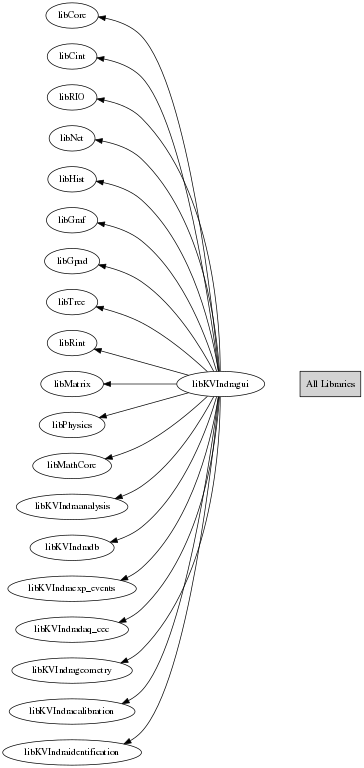 libCore
libCint
libRIO
libNet
libHist
libGraf
libGpad
libTree
libRint
libMatrix
libKVIndragui
All Libraries
libPhysics
libMathCore
libKVIndraanalysis
libKVIndradb
libKVIndraexp_events
libKVIndradaq_cec
libKVIndrageometry
libKVIndracalibration
libKVIndraidentification